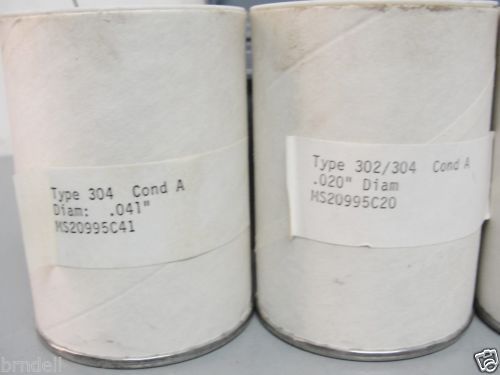 Type 304 Cond A
Diam: .041"
MS20995C41
Type 302/304 Cond A
.020" Diam
MS20995C20
brndell